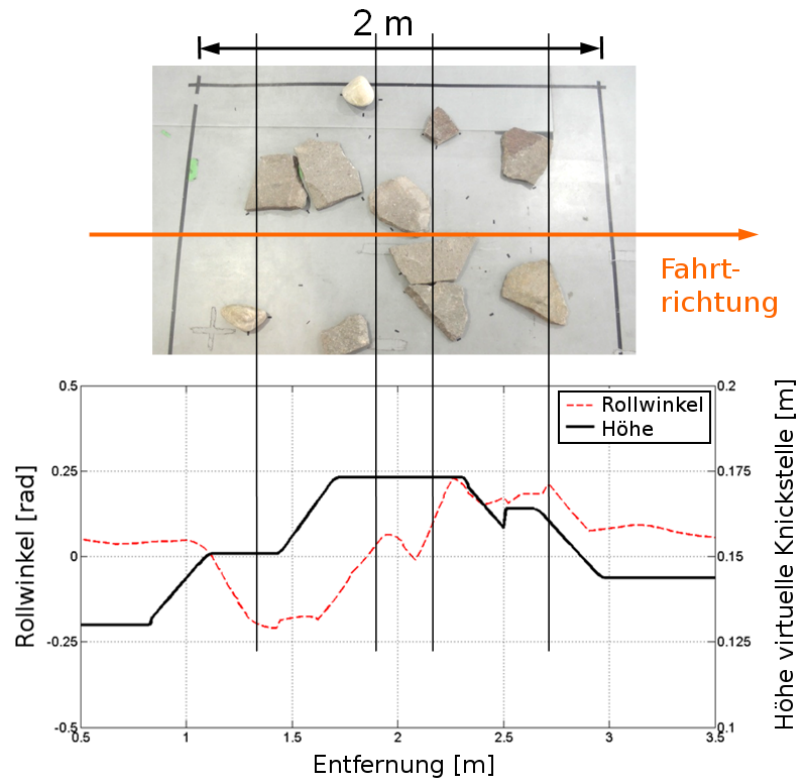 2 m
Fahrt-
richtung
0.5
0.25
0
-0.25
-0.5
Rollwinkel [rad]
0.2
0.175
0.15
0.125
0.1
Höhe virtuelle Knickstelle [m]
Rollwinkel
Höhe
0.5
1
1.5
2
2.5
3
3.5
Entfernung [m]